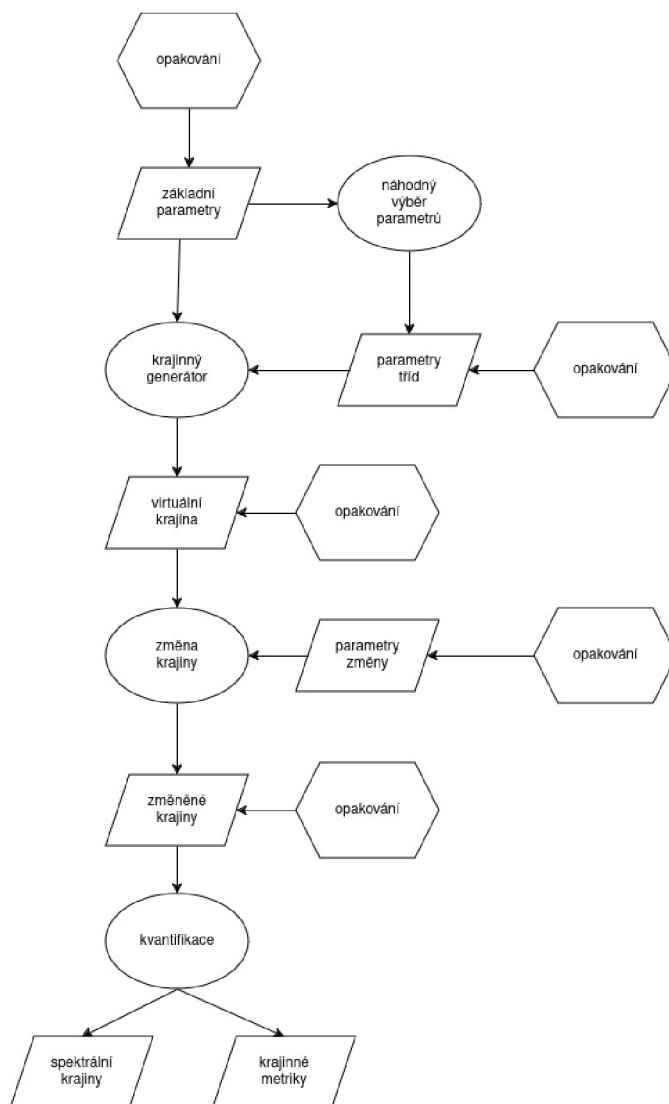 opakování
základní
parametry
náhodný
výběr
parametrů
krajinný
generátor
parametry
tříd
opakování
virtuální
krajina
opakování
změna
krajiny
parametry
změny
opakování
změněné
krajiny
opakování
kvantifikace
spektrální
krajiny
krajinné
metriky